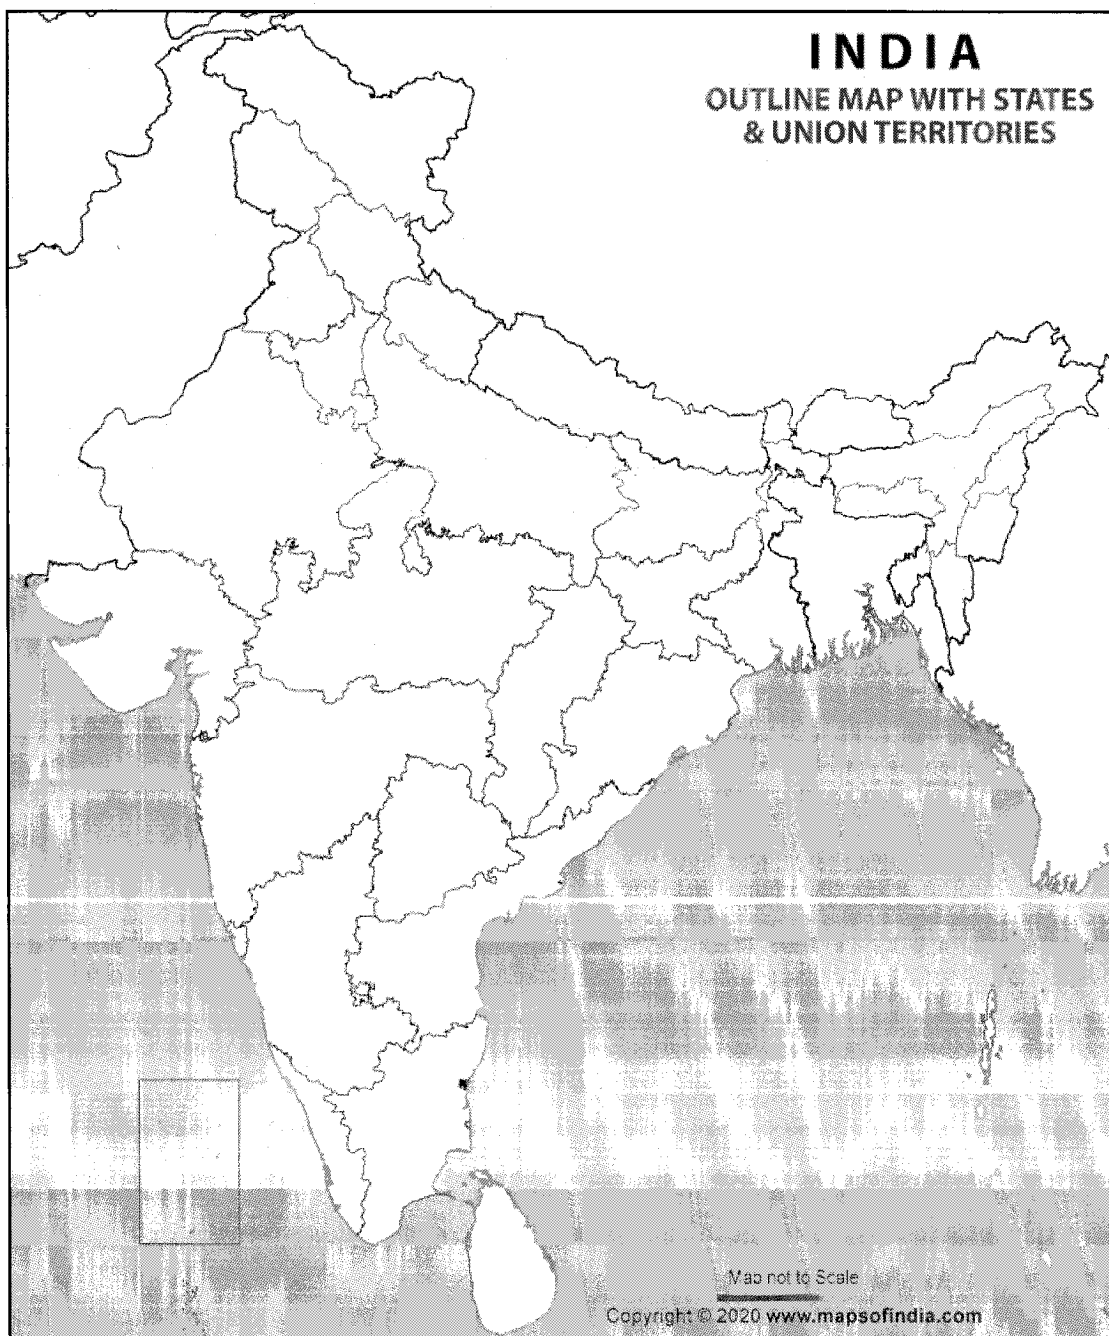 INDIA
OUTLINE MAP WITH STATES
& UNION TERRITORIES
Map not to Scale
Copyright © 2020 www.mapsofindia.com